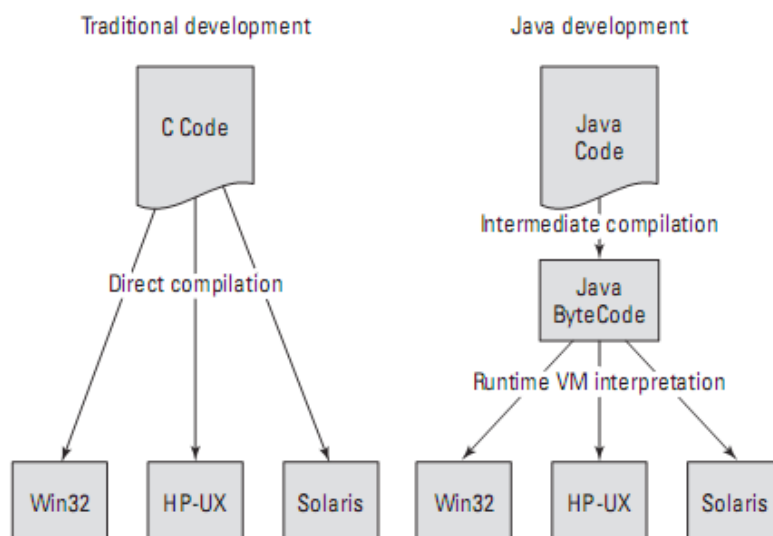 Traditional development
Java development
C Code
Java
Code
Intermediate compilation
Direct compilation
Java
ByteCode
Runtime VM interpretation
Win32
HP-UX
Solaris
Win32
HP-UX
Solaris